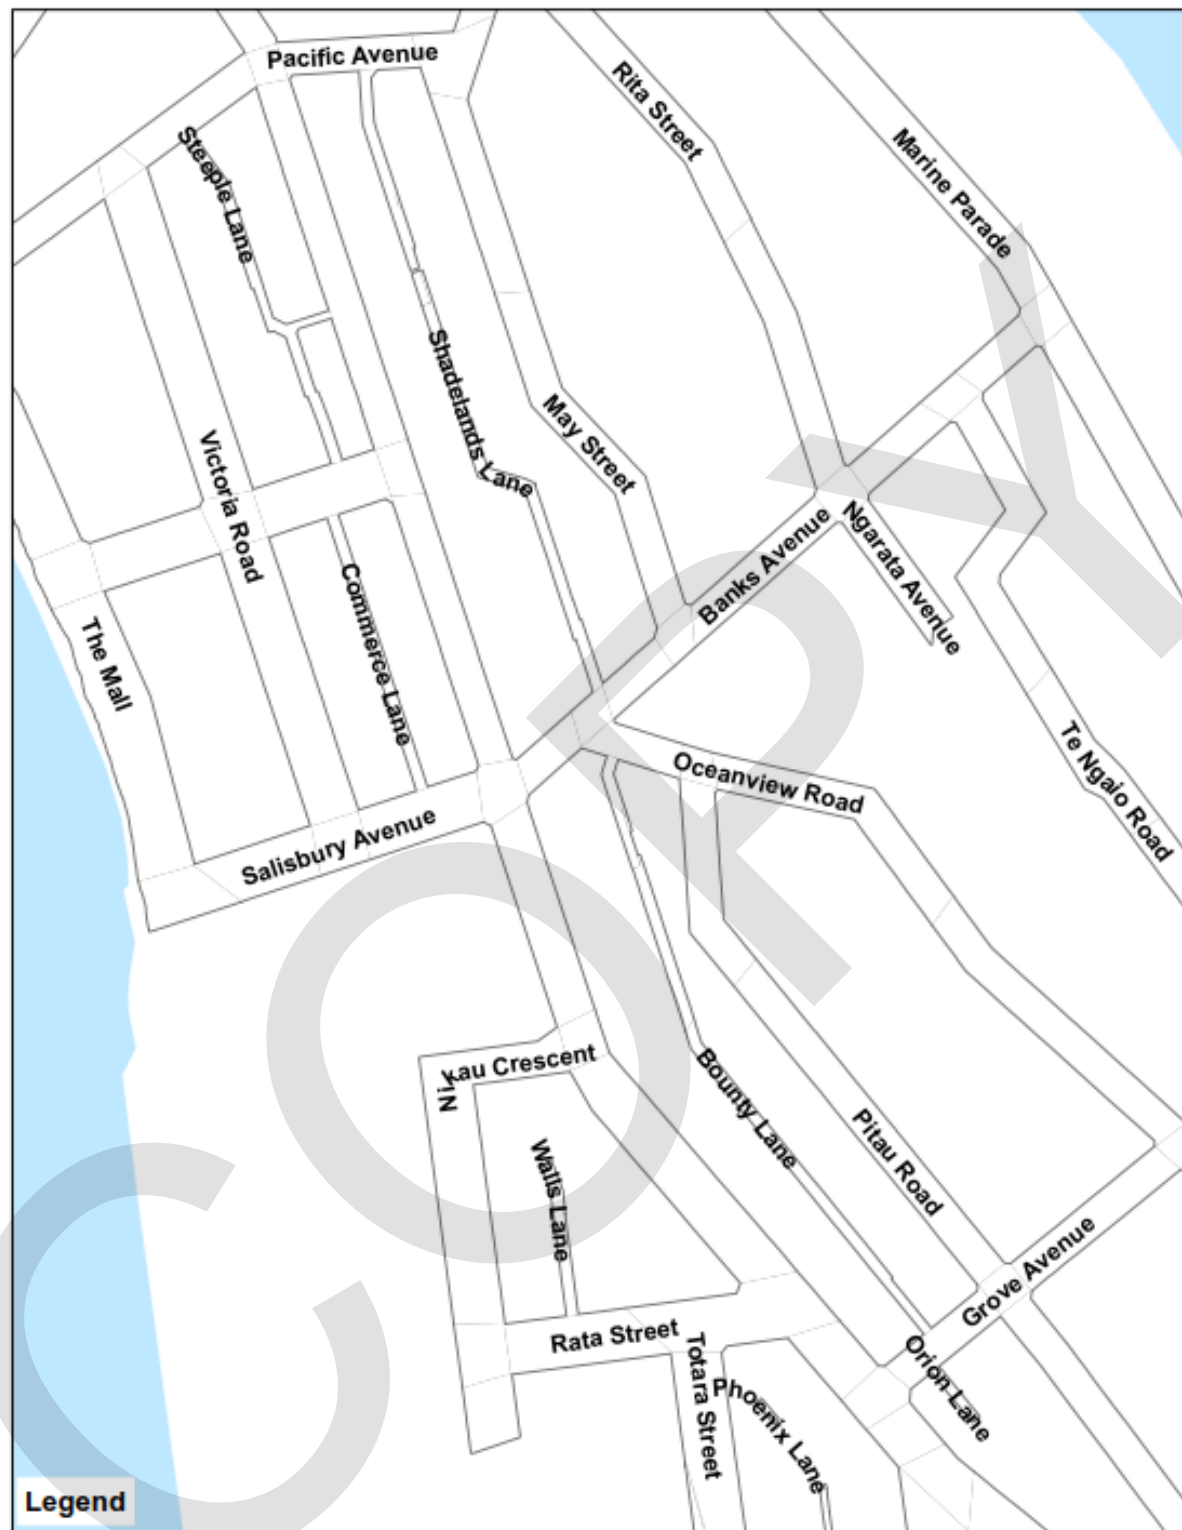 Pacific Avenue
Rita Street
Marine Parade
Steeple Lane
Shadelands Lane
May Street
Victoria Road
Banks Avenue
Ngarata Avenue
Commerce Lane
The Mall
Oceanview Road
Te Ngaio Road
Salisbury Avenue
Nikau Crescent
Bounty Lane
Pitau Road
Walls Lane
Grove Avenue
Rata Street
Totara Street
Orion Lane
Phoenix Lane
Legend
COPY